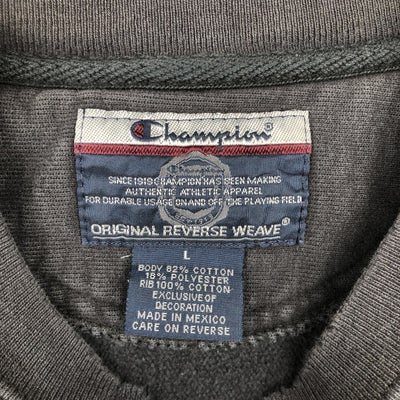 Champion®
SINCE 1919 CHAMPION HAS BEEN MAKING
AUTHENTIC ATHLETIC APPAREL
FOR DURABLE USAGE ON AND OFF THE PLAYING FIELD
ORIGINAL REVERSE WEAVE®
L
BODY 82% COTTON
18% POLYESTER
RIB 100% COTTON
EXCLUSIVE OF
DECORATION
MADE IN MEXICO
CARE ON REVERSE